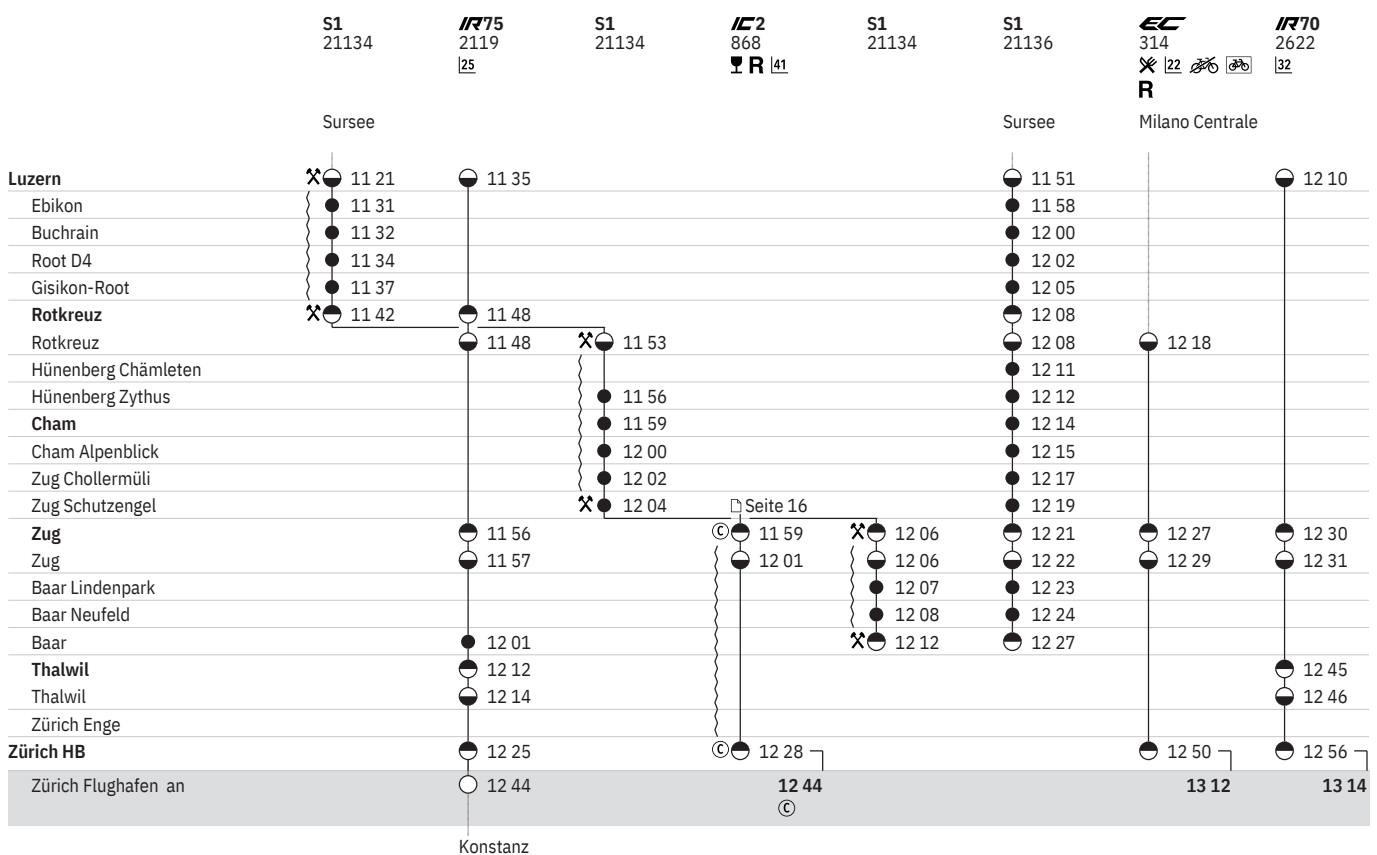 S1 IR75 S1 IC2 S1 S1 EC IR70
21134 2119 21134 868 21134 21136 314 2622
25 R 41 22 32
R
Sursee Sursee Milano Centrale
Luzern 11 21 11 35 11 51 12 10
Ebikon 11 31 11 58
Buchrain 11 32 12 00
Root D4 11 34 12 02
Gisikon-Root 11 37 12 05
Rotkreuz 11 42 11 48 12 08
Rotkreuz 11 48 11 53 12 08 12 18
Hünenberg Chämleten 12 11
Hünenberg Zythus 11 56 12 12
Cham 11 59 12 14
Cham Alpenblick 12 00 12 15
Zug Chollermüli 12 02 12 17
Zug Schutzengel 12 04 Seite 16 12 19
Zug 11 56 C 11 59 12 06 12 21 12 27 12 30
Zug 11 57 12 01 12 06 12 22 12 29 12 31
Baar Lindenpark 12 07 12 23
Baar Neufeld 12 08 12 24
Baar 12 01 12 12 12 27
Thalwil 12 12 12 45
Thalwil 12 14 12 46
Zürich Enge
Zürich HB 12 25 C 12 28 12 50 12 56
Zürich Flughafen an 12 44 12 44 13 12 13 14
C
Konstanz